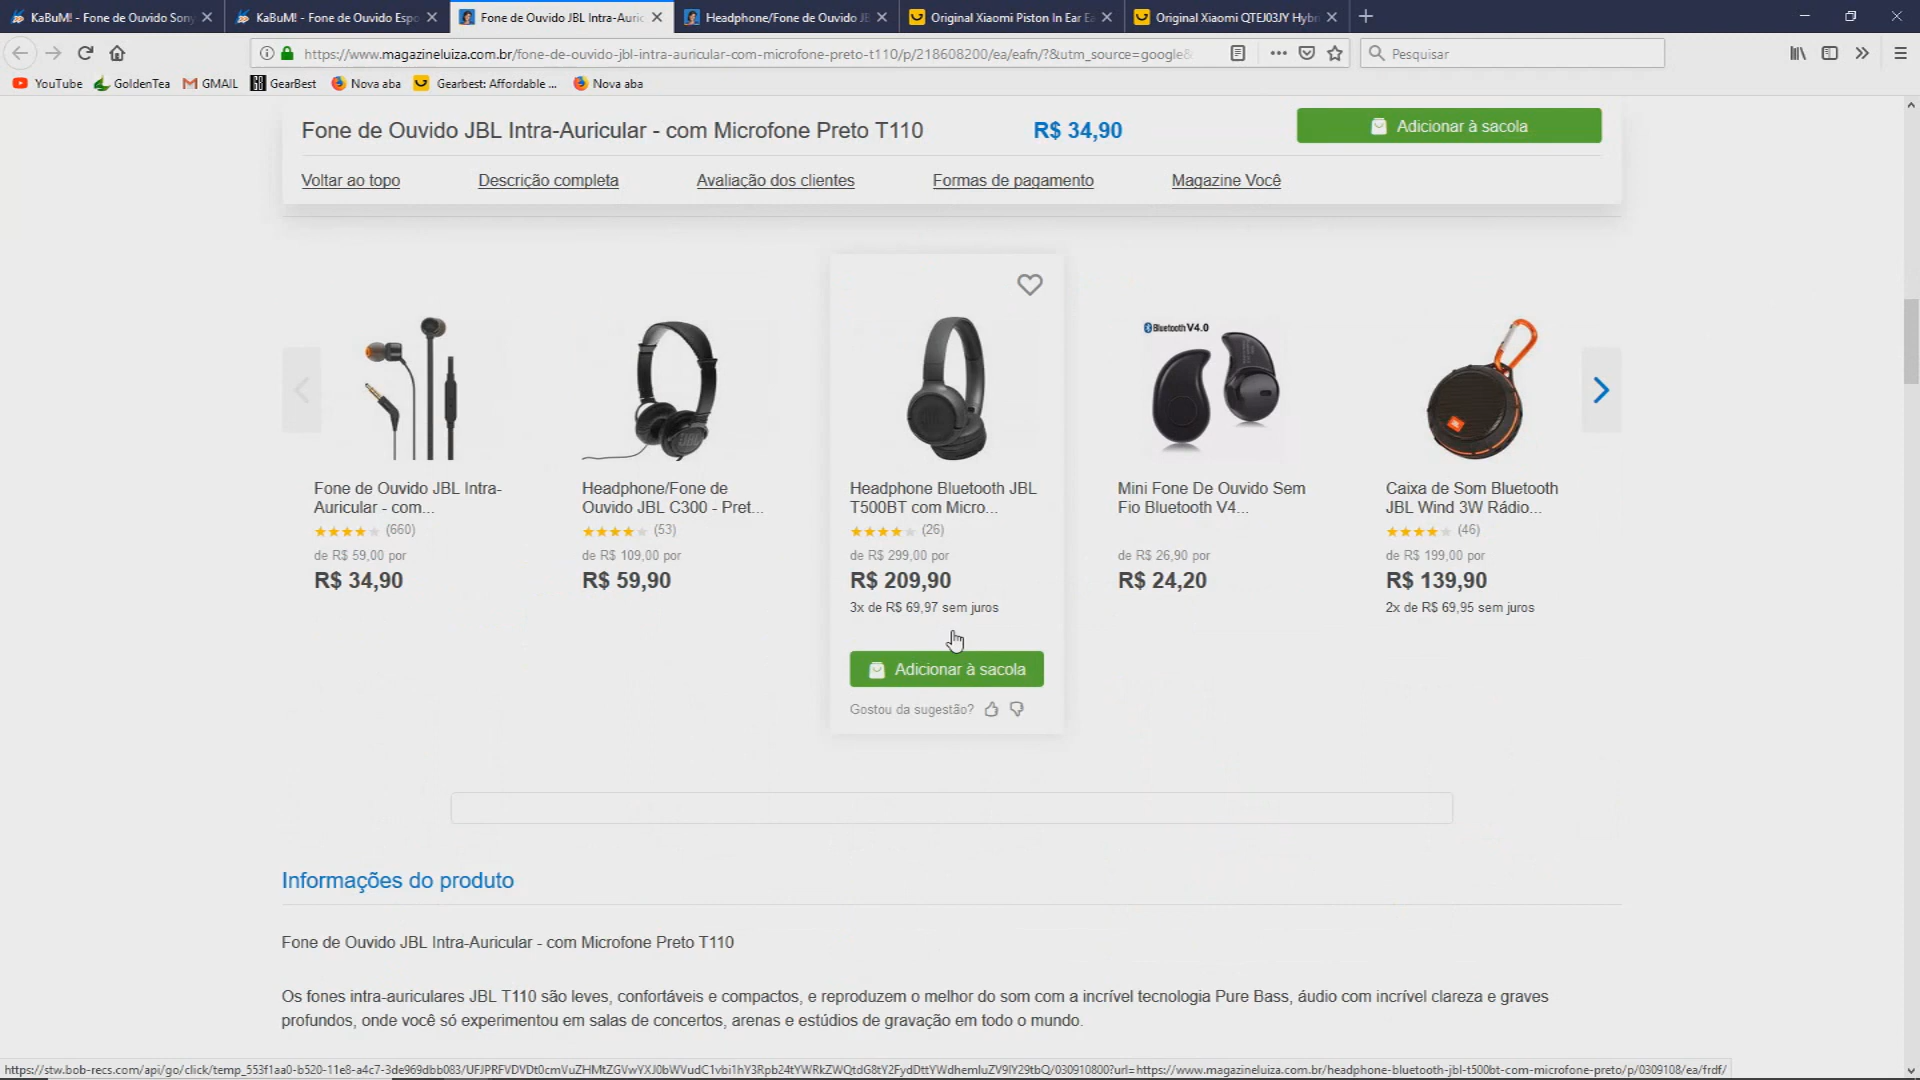 KaBuM! - Fone de Ouvido Sony
KaBuM! - Fone de Ouvido Espo
Fone de Ouvido JBL Intra-Auric
Headphone/Fone de Ouvido JB
Original Xiaomi Piston In Ear Ea
Original Xiaomi QTEJ03JY Hybr
https://www.magazineluiza.com.br/fone-de-ouvido-jbl-intra-auricular-com-microfone-preto-t110/p/218608200/ea/eafn/?&utm_source=google&
Pesquisar
YouTube
GoldenTea
GMAIL
GearBest
Nova aba
Gearbest: Affordable ...
Nova aba
Fone de Ouvido JBL Intra-Auricular - com Microfone Preto T110
R$ 34,90
Adicionar à sacola
Voltar ao topo
Descrição completa
Avaliação dos clientes
Formas de pagamento
Magazine Você
Bluetooth V4.0
Fone de Ouvido JBL Intra-
Auricular - com...
(660)
de R$ 59,00 por
R$ 34,90
Headphone/Fone de
Ouvido JBL C300 - Pret...
(53)
de R$ 109,00 por
R$ 59,90
Headphone Bluetooth JBL
T500BT com Micro...
(26)
de R$ 299,00 por
R$ 209,90
3x de R$ 69,97 sem juros
Adicionar à sacola
Gostou da sugestão?
Mini Fone De Ouvido Sem
Fio Bluetooth V4...
de R$ 26,90 por
R$ 24,20
Caixa de Som Bluetooth
JBL Wind 3W Rádio...
(46)
de R$ 199,00 por
R$ 139,90
2x de R$ 69,95 sem juros
Informações do produto
Fone de Ouvido JBL Intra-Auricular - com Microfone Preto T110
Os fones intra-auriculares JBL T110 são leves, confortáveis e compactos, e reproduzem o melhor do som com a incrível tecnologia Pure Bass, áudio com incrível clareza e graves
profundos, onde você só experimentou em salas de concertos, arenas e estúdios de gravação em todo o mundo.